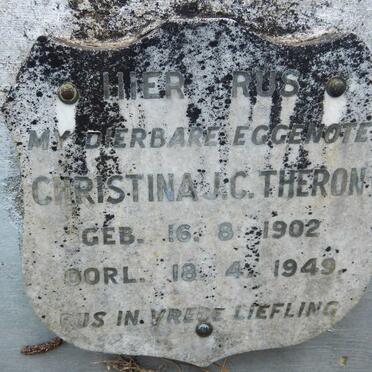 HIER RUS
MY DIERBARE EGGENOTE
CHRISTINA J.C. THERON
GEB. 16. 8. 1902
OORL. 18. 4. 1949.
RUS IN VREDE LIEFLING